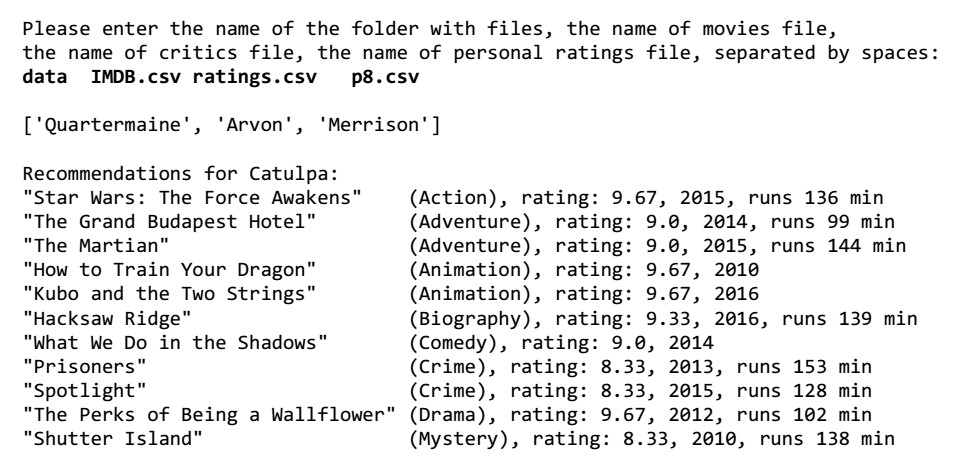 Please enter the name of the folder with files, the name of movies file,
the name of critics file, the name of personal ratings file, separated by spaces:
data  IMDB.csv ratings.csv   p8.csv
['Quartermaine', 'Arvon', 'Merrison']
Recommendations for Catulpa:
"Star Wars: The Force Awakens"    (Action), rating: 9.67, 2015, runs 136 min
"The Grand Budapest Hotel"        (Adventure), rating: 9.0, 2014, runs 99 min
"The Martian"                     (Adventure), rating: 9.0, 2015, runs 144 min
"How to Train Your Dragon"        (Animation), rating: 9.67, 2010
"Kubo and the Two Strings"        (Animation), rating: 9.67, 2016
"Hacksaw Ridge"                   (Biography), rating: 9.33, 2016, runs 139 min
"What We Do in the Shadows"       (Comedy), rating: 9.0, 2014
"Prisoners"                       (Crime), rating: 8.33, 2013, runs 153 min
"Spotlight"                       (Crime), rating: 8.33, 2015, runs 128 min
"The Perks of Being a Wallflower" (Drama), rating: 9.67, 2012, runs 102 min
"Shutter Island"                  (Mystery), rating: 8.33, 2010, runs 138 min